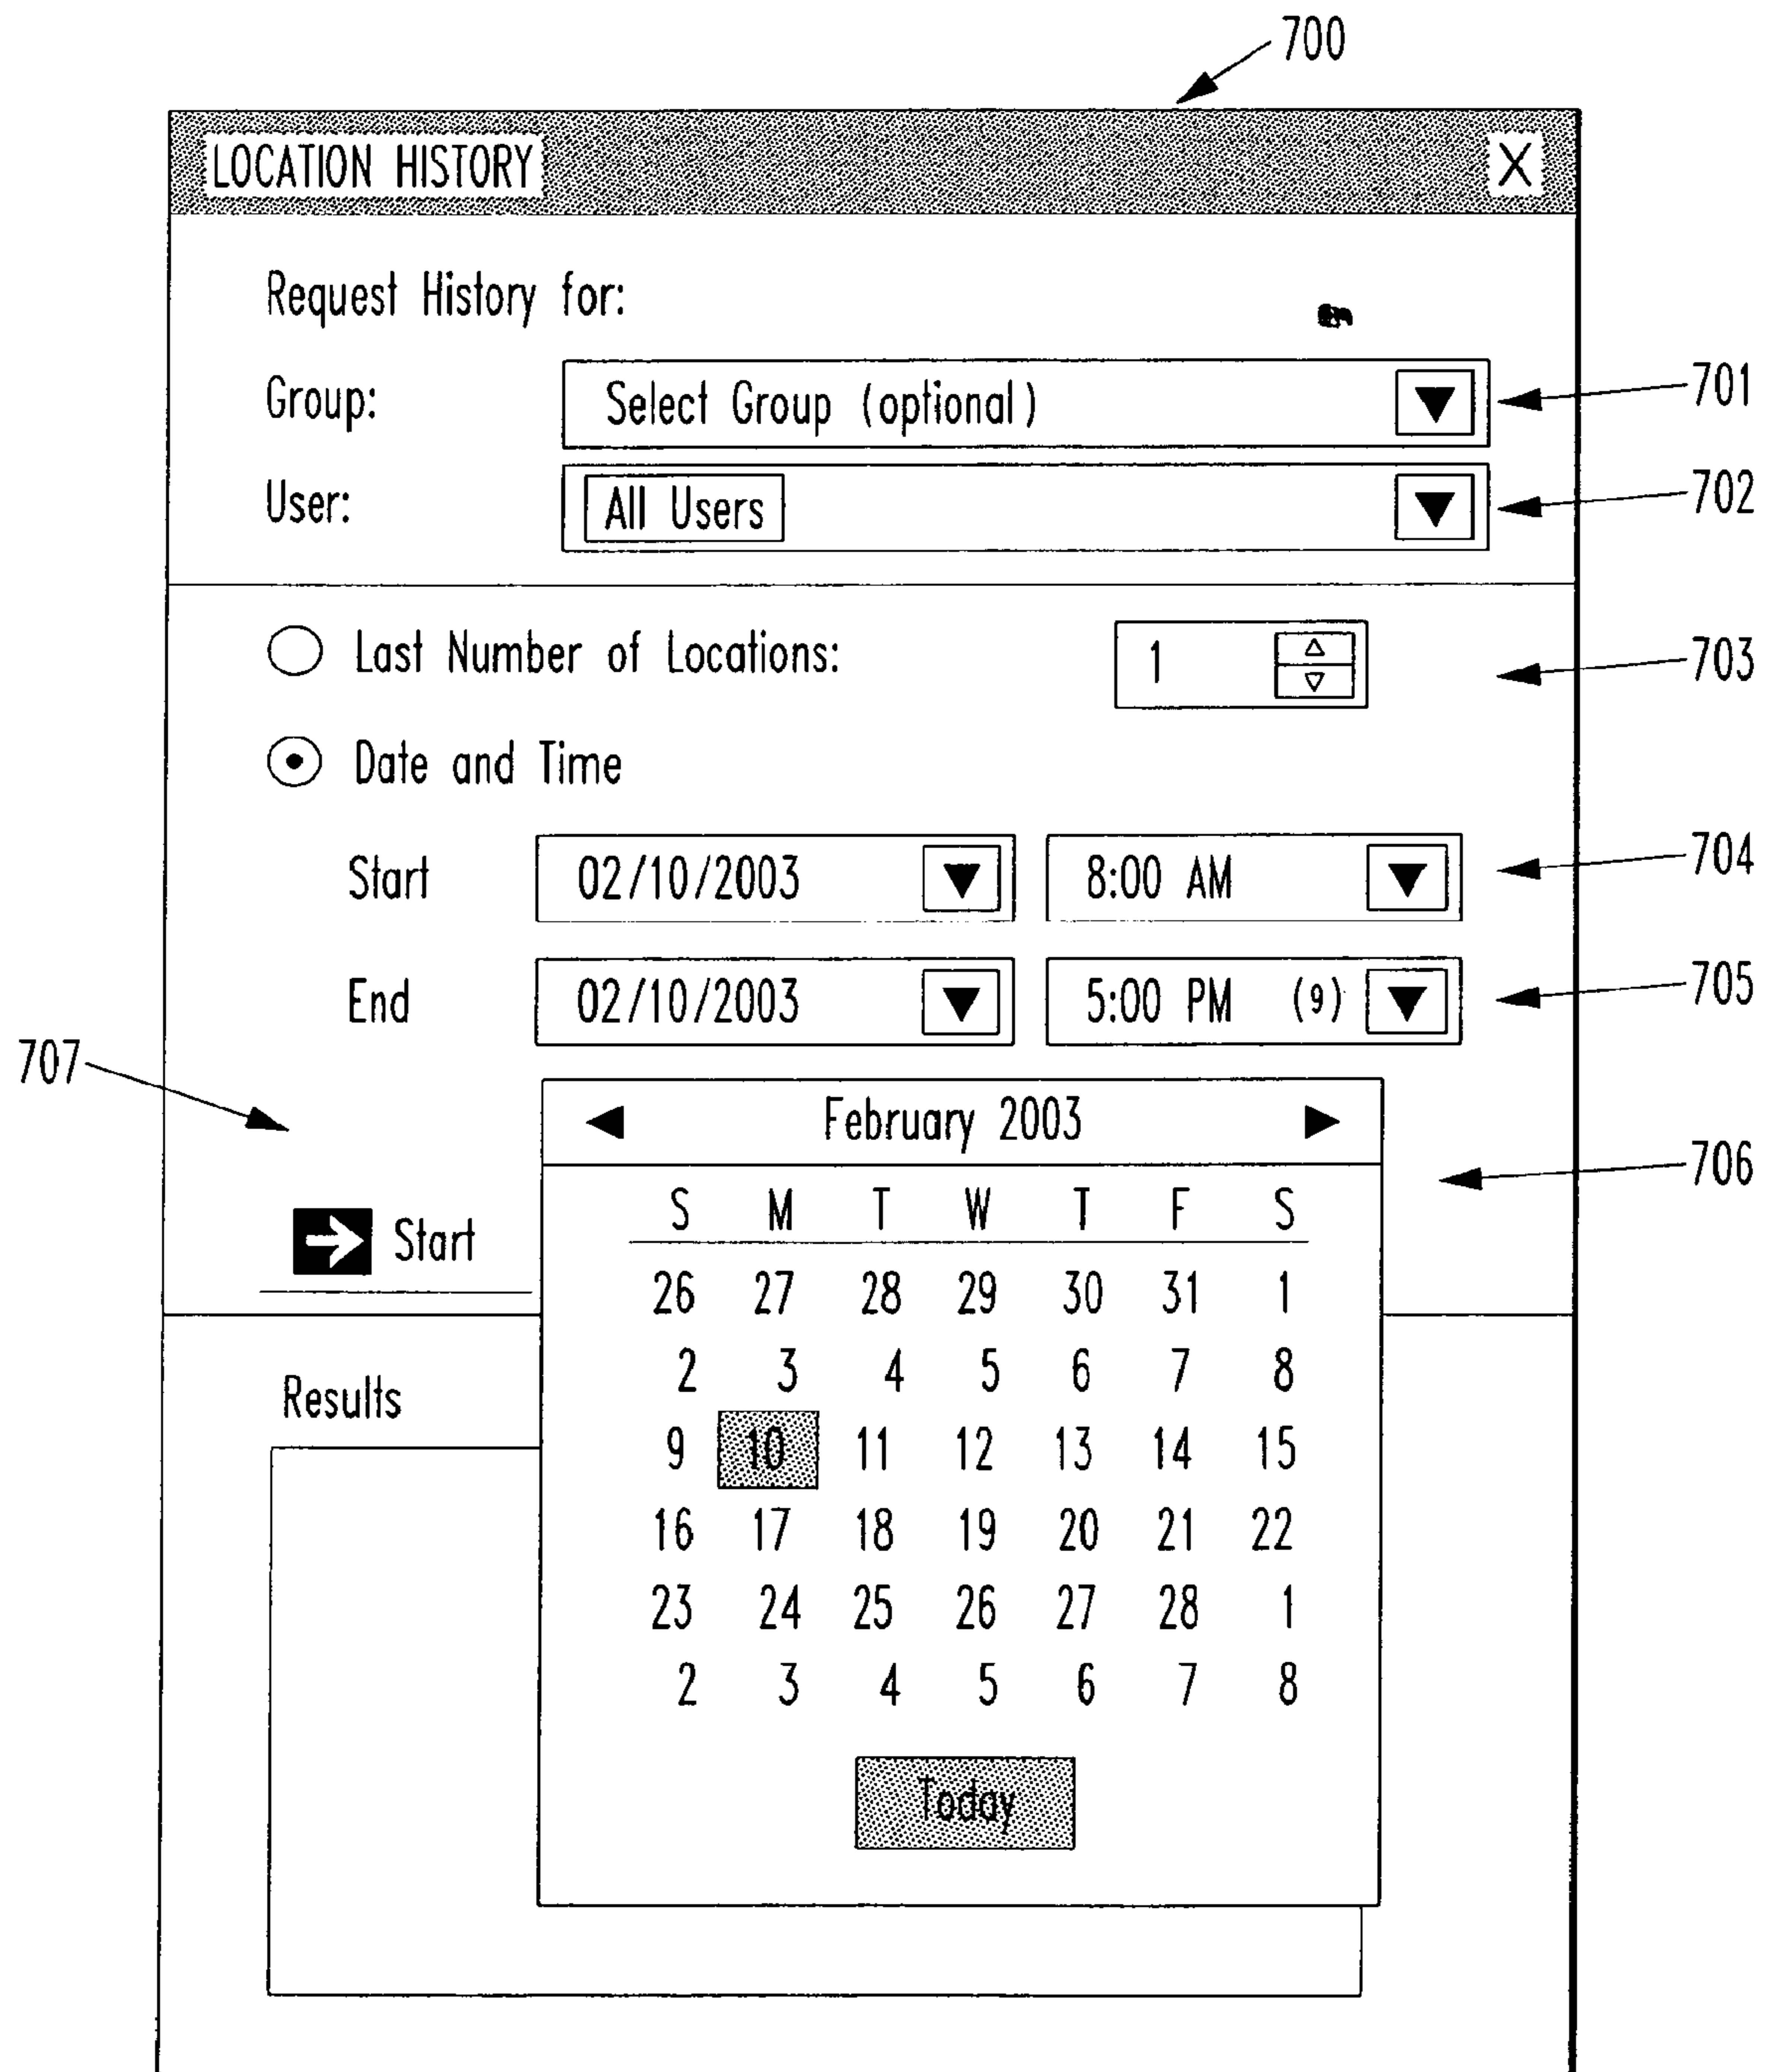 700
LOCATION HISTORY X
Request History for:
Group: Select Group (optional) 701
User: All Users 702
Last Number of Locations: 1 703
Date and Time
Start 02/10/2003 8:00 AM 704
End 02/10/2003 5:00 PM (9) 705
707
February 2003
706
S M T W T F S
Start
26 27 28 29 30 31 1
2 3 4 5 6 7 8
Results
9 10 11 12 13 14 15
16 17 18 19 20 21 22
23 24 25 26 27 28 1
2 3 4 5 6 7 8
Today